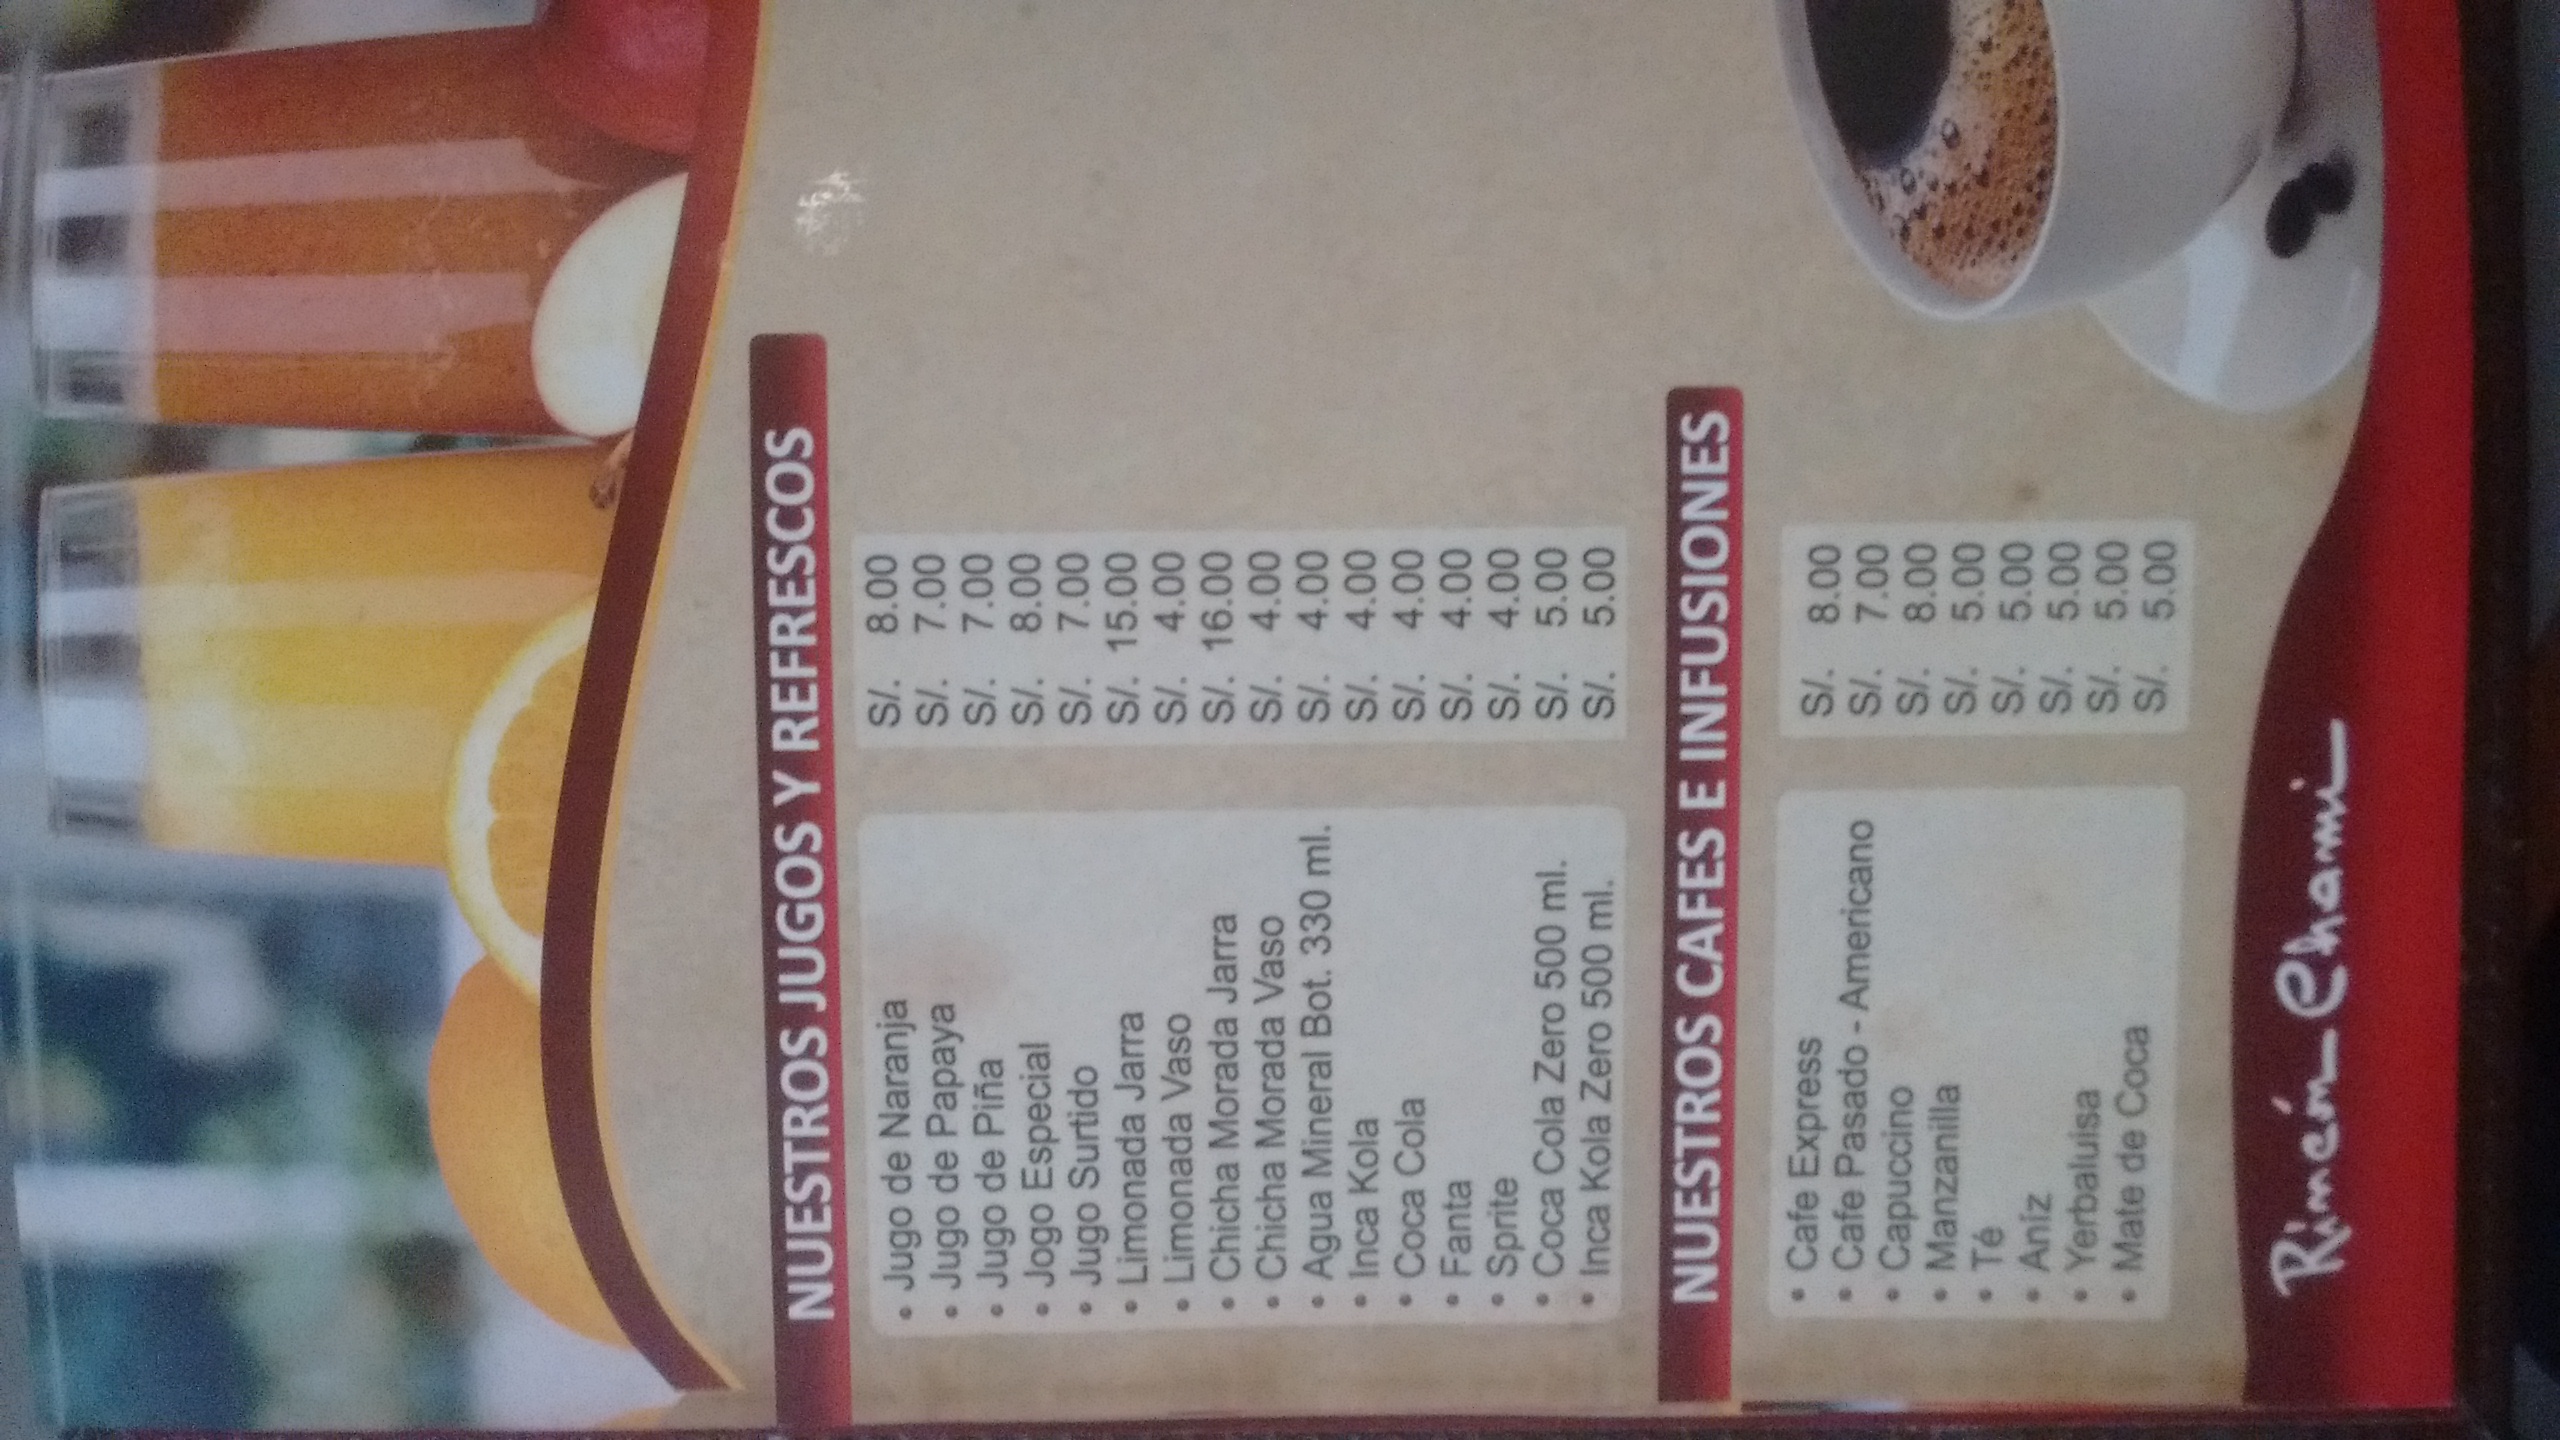 NUESTROS JUGOS Y REFRESCOS
• Jugo de Naranja S/. 8.00
• Jugo de Papaya S/. 7.00
• Jugo de Piña S/. 7.00
• Jogo Especial S/. 8.00
• Jugo Surtido S/. 7.00
• Limonada Jarra S/. 15.00
• Limonada Vaso S/. 4.00
• Chicha Morada Jarra S/. 16.00
• Chicha Morada Vaso S/. 4.00
• Agua Mineral Bot. 330 ml. S/. 4.00
• Inca Kola S/. 4.00
• Coca Cola S/. 4.00
• Fanta S/. 4.00
• Sprite S/. 4.00
• Coca Cola Zero 500 ml. S/. 5.00
• Inca Kola Zero 500 ml. S/. 5.00
NUESTROS CAFES E INFUSIONES
• Cafe Express S/. 8.00
• Cafe Pasado - Americano S/. 7.00
• Capuccino S/. 8.00
• Manzanilla S/. 5.00
• Té S/. 5.00
• Aníz S/. 5.00
• Yerbaluisa S/. 5.00
• Mate de Coca S/. 5.00
Rincón Chami